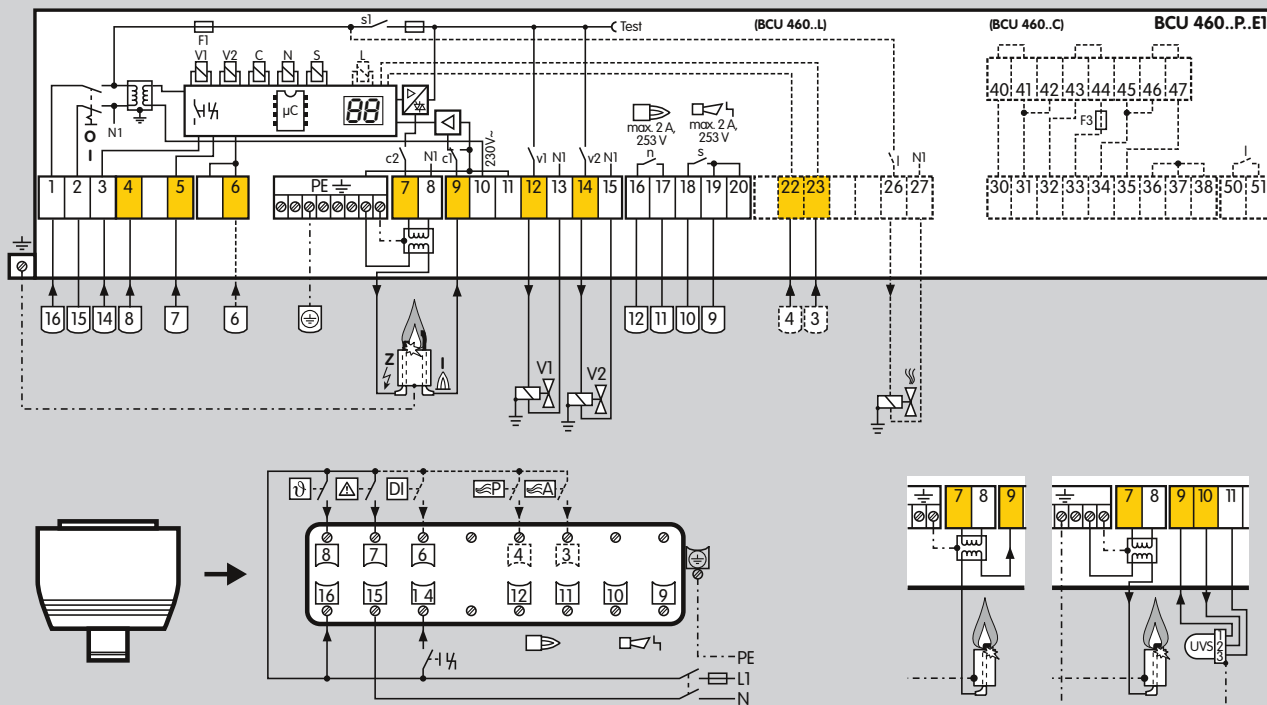 s1 Test (BCU 460..L) (BCU 460..C) BCU 460..P..E1
F1
V1 V2 C N S L
40 41 42 43 44 45 46 47
µC 88
N1
O
I
max. 2 A, 253 V max. 2 A, 253 V
F3
230V~
c2 N1 c1 v1 N1 v2 N1 n s I N1 I
1 2 3 4 5 6 PE 7 8 9 10 11 12 13 14 15 16 17 18 19 20 22 23 26 27 30 31 32 33 34 35 36 37 38 50 51
16 15 14 8 7 6 12 11 10 9 4 3
Z I V1 V2
ϑ DI P A
8 7 6 4 3
16 15 14 12 11 10 9
PE
L1
N
7 8 9
7 8 9 10 11
UVS 1 2 3